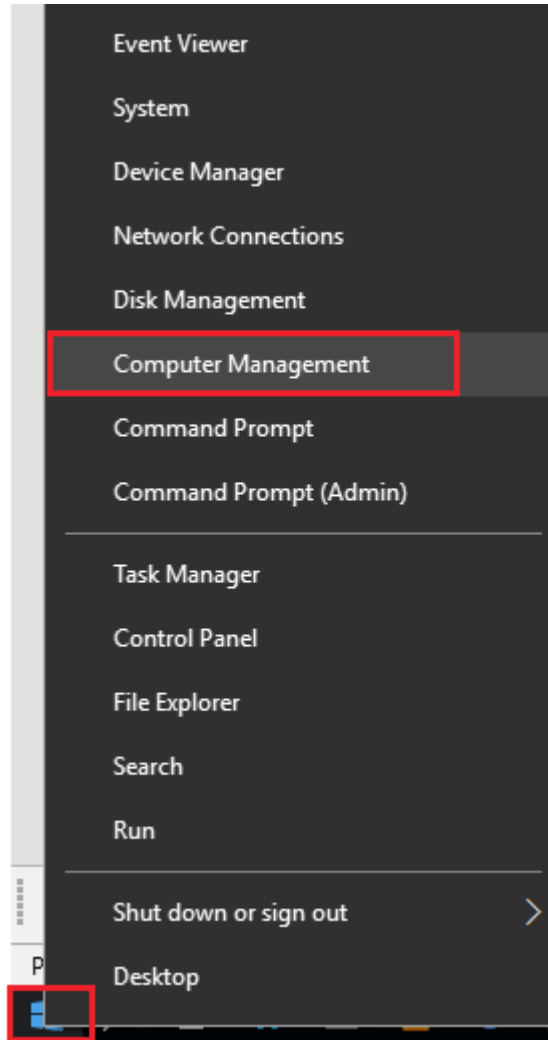 Event Viewer
System
Device Manager
Network Connections
Disk Management
Computer Management
Command Prompt
Command Prompt (Admin)
Task Manager
Control Panel
File Explorer
Search
Run
Shut down or sign out
Desktop
P